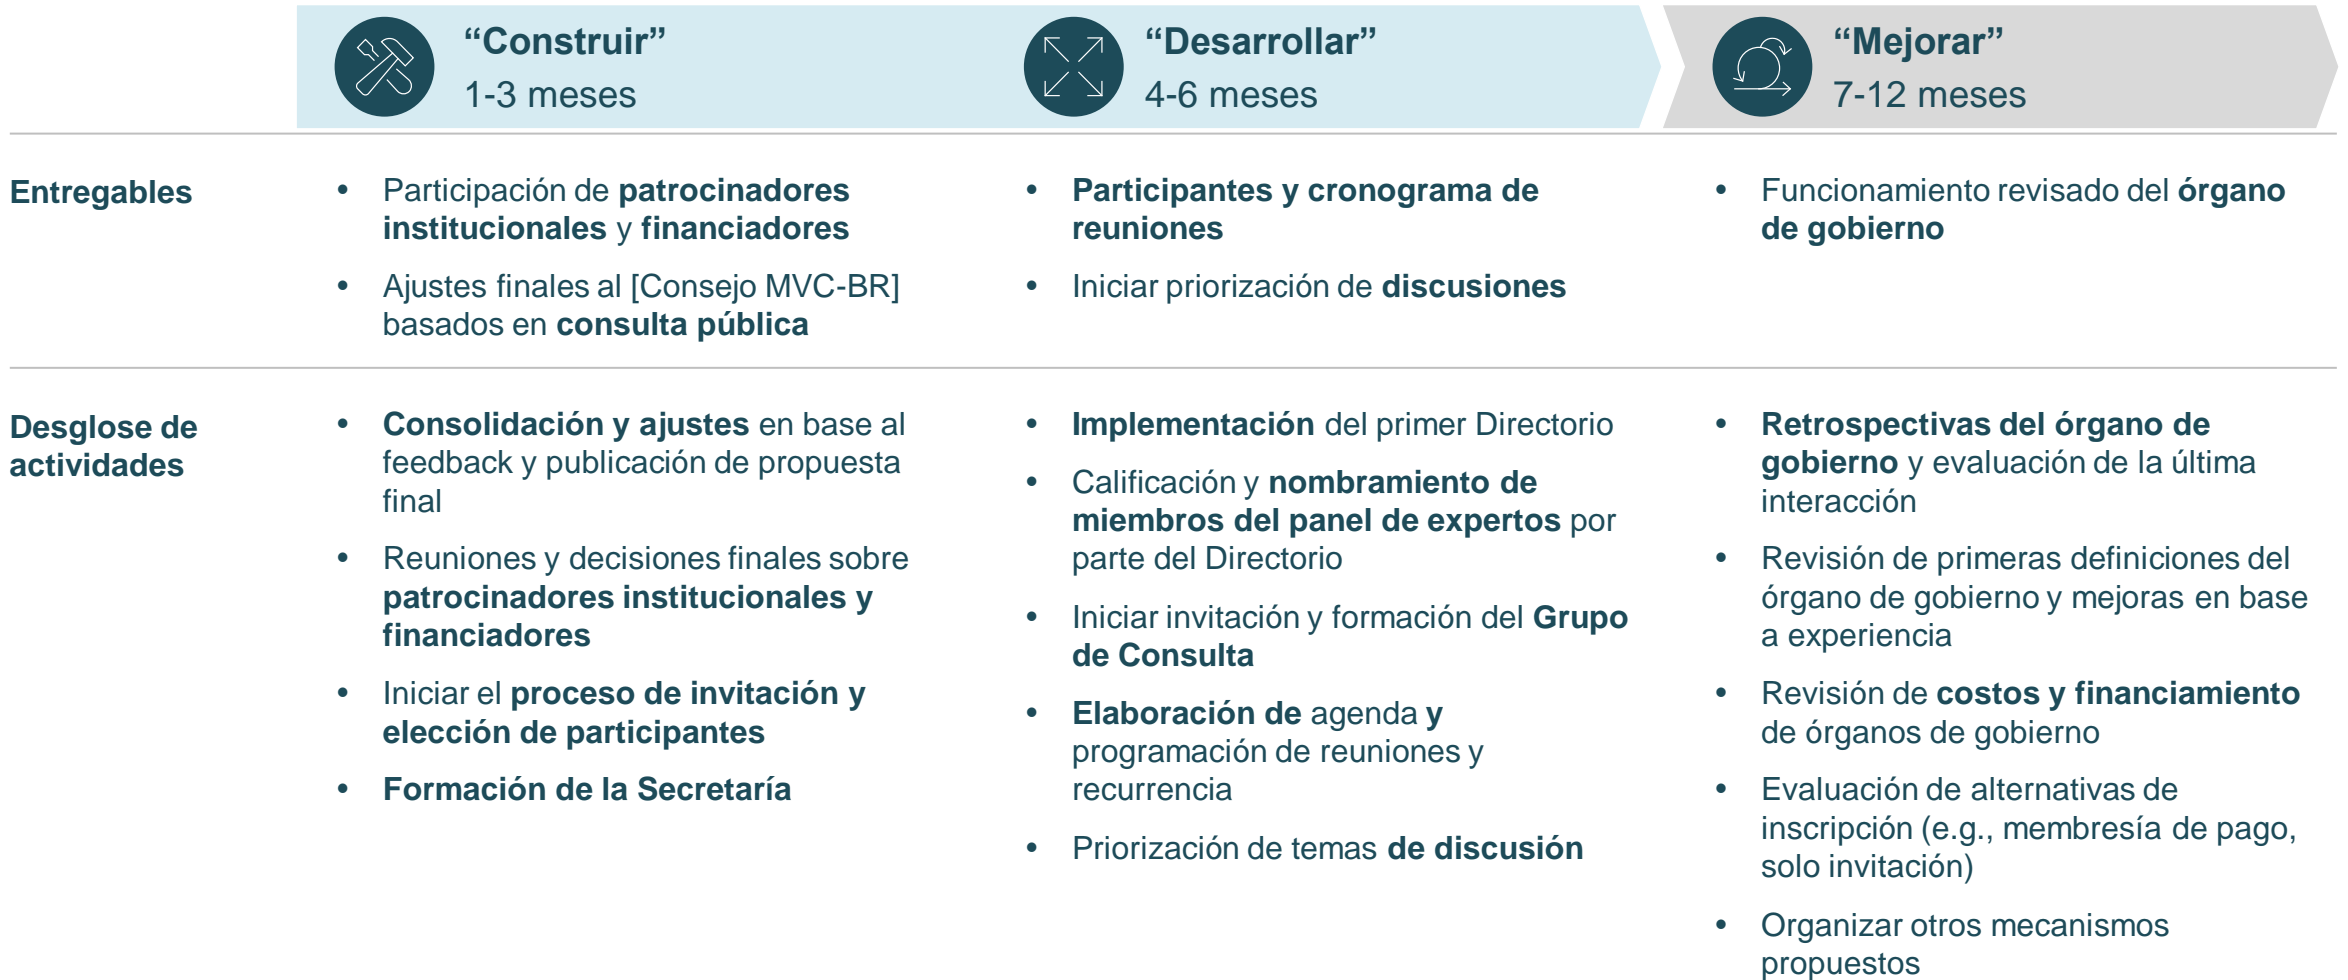 “Construir”
1-3 meses
“Desarrollar”
4-6 meses
“Mejorar”
7-12 meses
Entregables
• Participación de patrocinadores
institucionales y financiadores
• Ajustes finales al [Consejo MVC-BR]
basados en consulta pública
• Participantes y cronograma de
reuniones
• Iniciar priorización de discusiones
• Funcionamiento revisado del órgano
de gobierno
Desglose de
actividades
• Consolidación y ajustes en base al
feedback y publicación de propuesta
final
• Reuniones y decisiones finales sobre
patrocinadores institucionales y
financiadores
• Iniciar el proceso de invitación y
elección de participantes
• Formación de la Secretaría
• Implementación del primer Directorio
• Calificación y nombramiento de
miembros del panel de expertos por
parte del Directorio
• Iniciar invitación y formación del Grupo
de Consulta
• Elaboración de agenda y
programación de reuniones y
recurrencia
• Priorización de temas de discusión
• Retrospectivas del órgano de
gobierno y evaluación de la última
interacción
• Revisión de primeras definiciones del
órgano de gobierno y mejoras en base
a experiencia
• Revisión de costos y financiamiento
de órganos de gobierno
• Evaluación de alternativas de
inscripción (e.g., membresía de pago,
solo invitación)
• Organizar otros mecanismos
propuestos